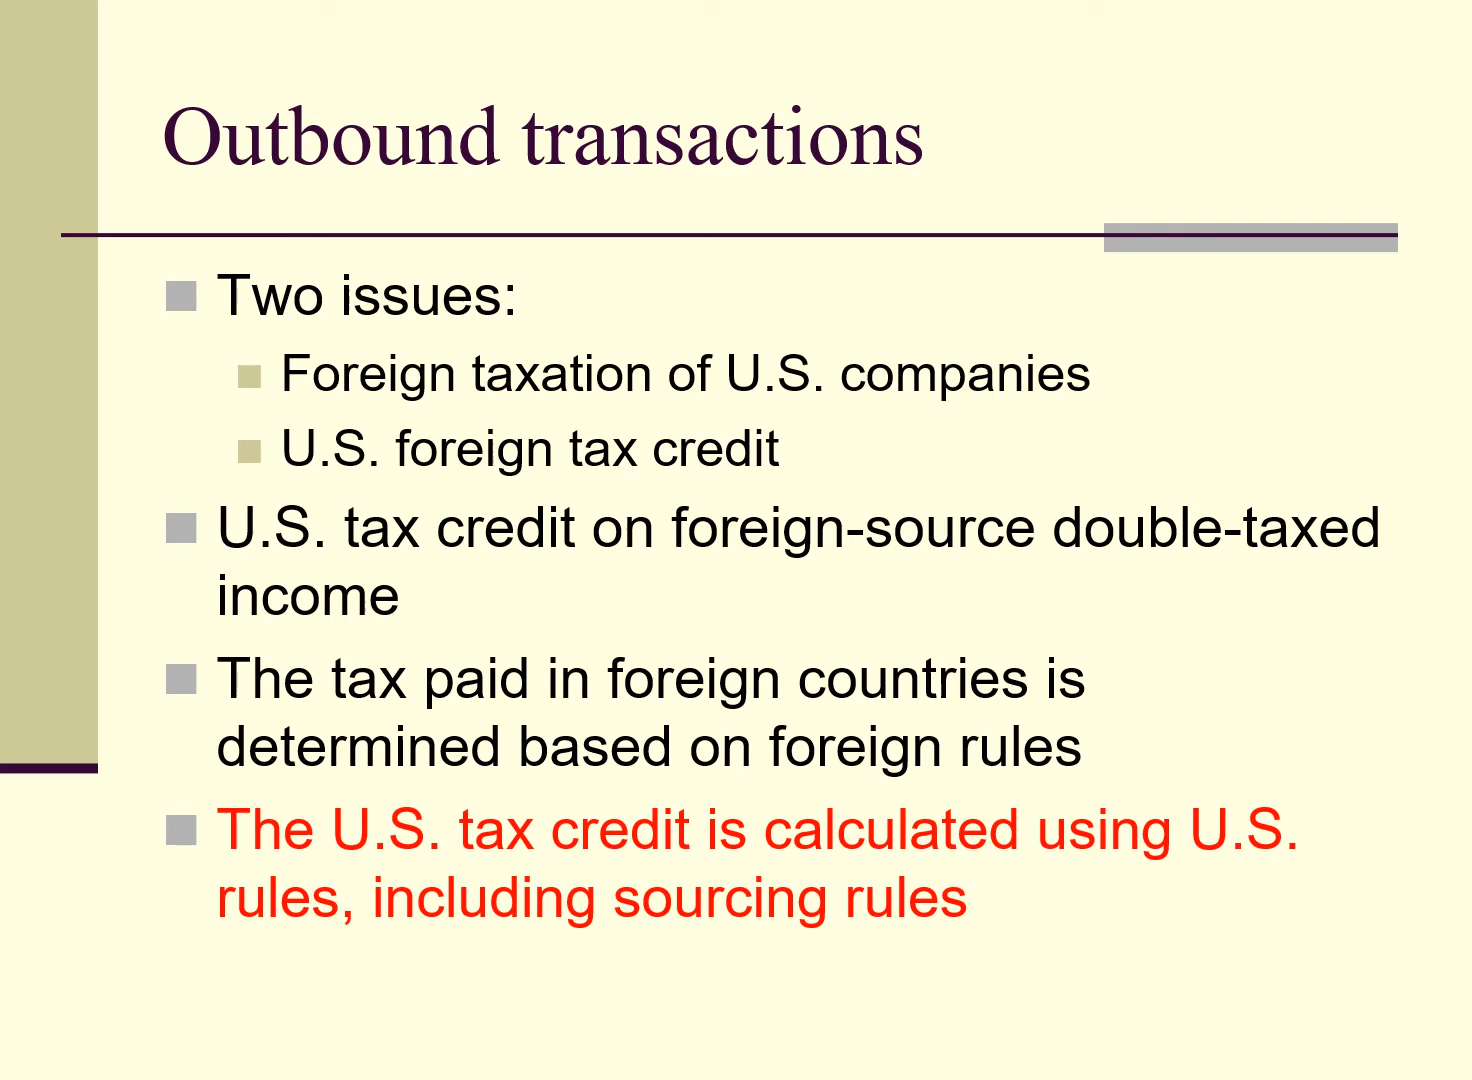 Outbound transactions
Two issues:
Foreign taxation of U.S. companies
U.S. foreign tax credit
U.S. tax credit on foreign-source double-taxed
income
The tax paid in foreign countries is
determined based on foreign rules
The U.S. tax credit is calculated using U.S.
rules, including sourcing rules